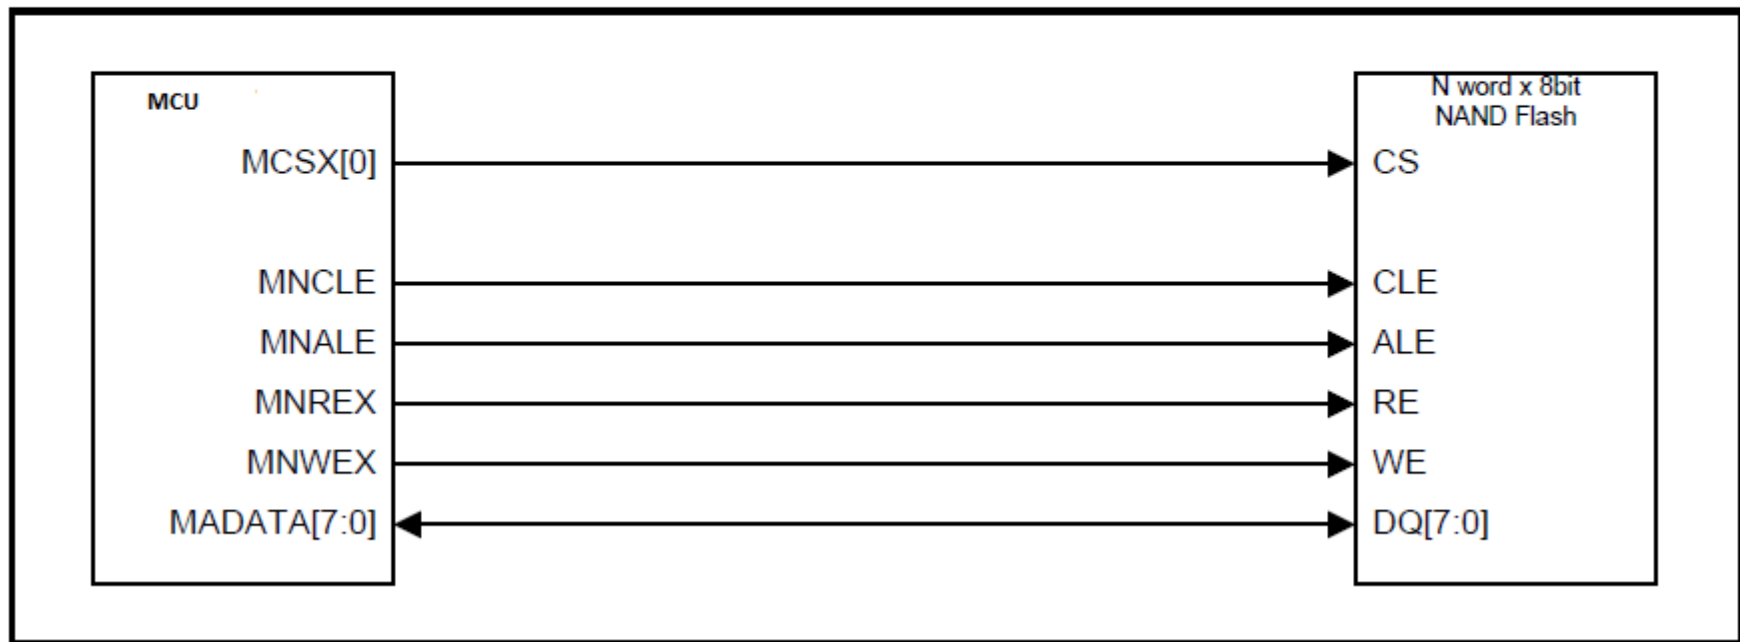 MCU
N word x 8bit
NAND Flash
MCSX[0]
CS
MNCLE
CLE
MNALE
ALE
MNREX
RE
MNWEX
WE
MADATA[7:0]
DQ[7:0]